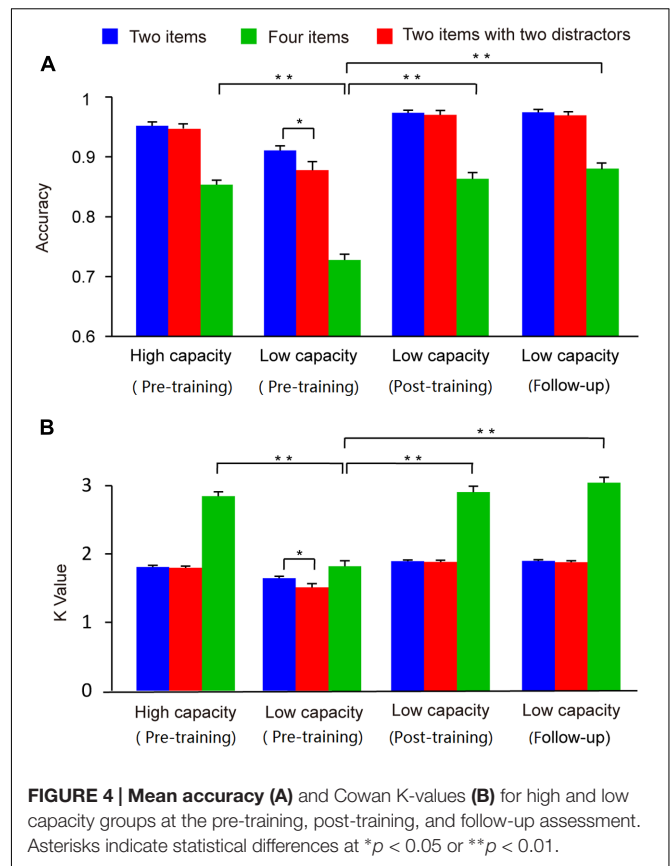 Two items Four items Two items with two distractors
A
** ** **
*
1
0.9
0.8
0.7
0.6
Accuracy
High capacity Low capacity Low capacity Low capacity
( Pre-training) ( Pre-training) (Post-training) (Follow-up)
B
** ** **
*
3
2
1
0
K Value
High capacity Low capacity Low capacity Low capacity
( Pre-training) ( Pre-training) (Post-training) (Follow-up)
FIGURE 4 | Mean accuracy (A) and Cowan K-values (B) for high and low
capacity groups at the pre-training, post-training, and follow-up assessment.
Asterisks indicate statistical differences at *p < 0.05 or **p < 0.01.